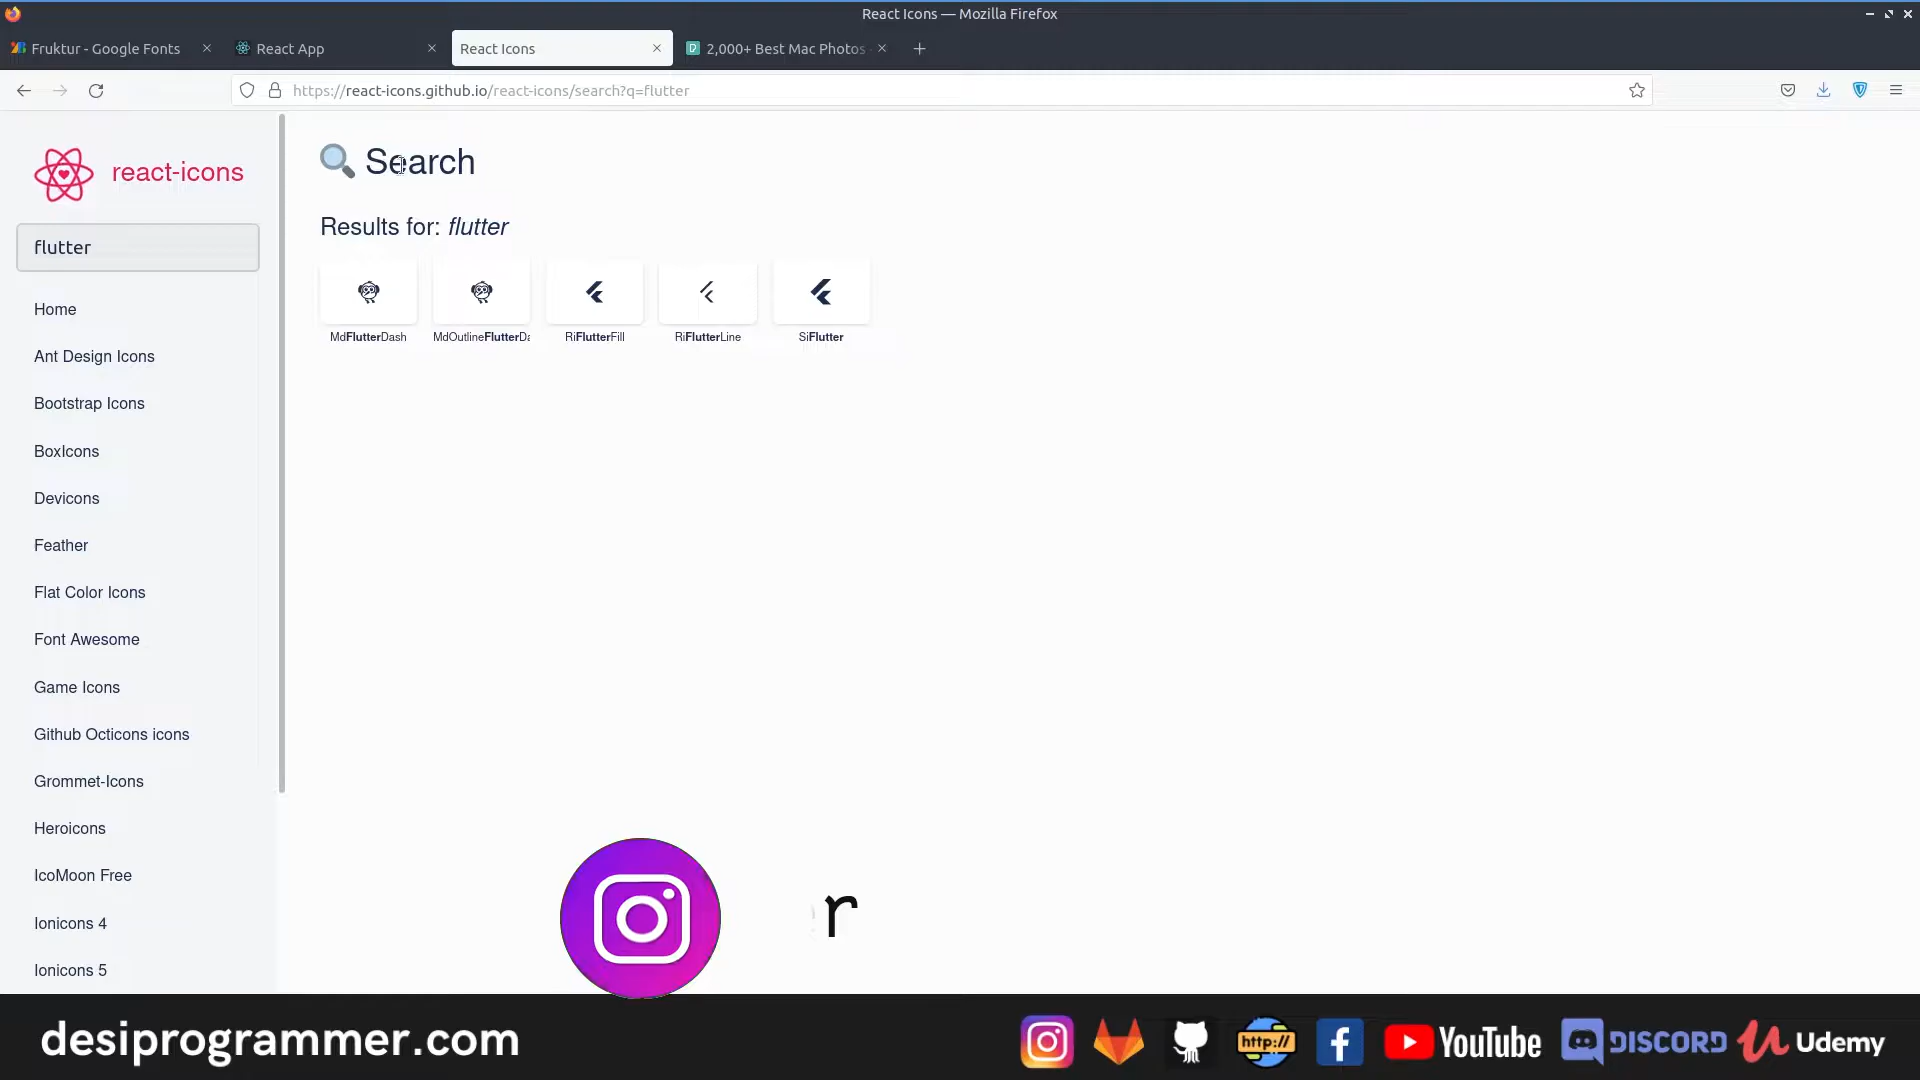 React Icons — Mozilla Firefox
Fruktur - Google Fonts
React App
React Icons
2,000+ Best Mac Photos
https://react-icons.github.io/react-icons/search?q=flutter
react-icons
flutter
Home
Ant Design Icons
Bootstrap Icons
BoxIcons
Devicons
Feather
Flat Color Icons
Font Awesome
Game Icons
Github Octicons icons
Grommet-Icons
Heroicons
IcoMoon Free
Ionicons 4
Ionicons 5
Search
Results for: flutter
MdFlutterDash
MdOutlineFlutterDa
RiFlutterFill
RiFlutterLine
SiFlutter
r
desiprogrammer.com
http://
YouTube
DISCORD
Udemy